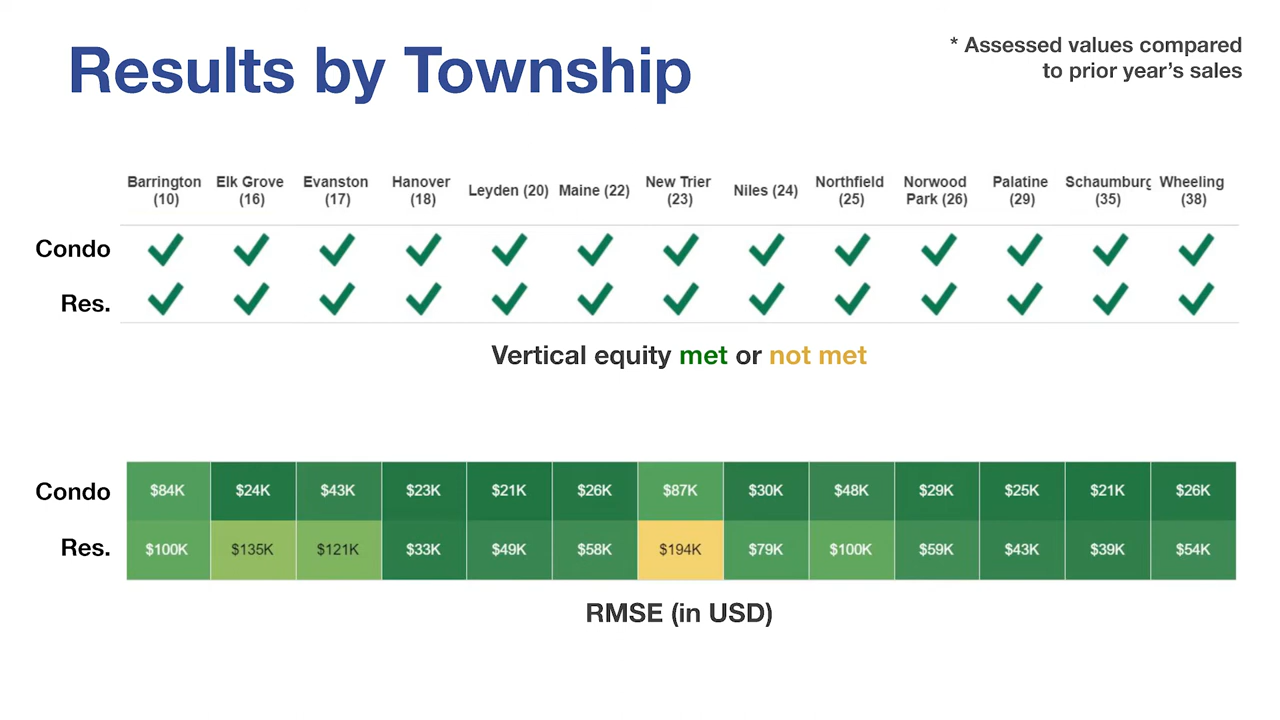 Results by Township
* Assessed values compared
to prior year's sales
Barrington (10) Elk Grove (16) Evanston (17) Hanover (18) Leyden (20) Maine (22) New Trier (23) Niles (24) Northfield (25) Norwood Park (26) Palatine (29) Schaumburg (35) Wheeling (38)
Condo
Res.
Vertical equity met or not met
Condo $84K $24K $43K $23K $21K $26K $87K $30K $48K $29K $25K $21K $26K
Res. $100K $135K $121K $33K $49K $58K $194K $79K $100K $59K $43K $39K $54K
RMSE (in USD)